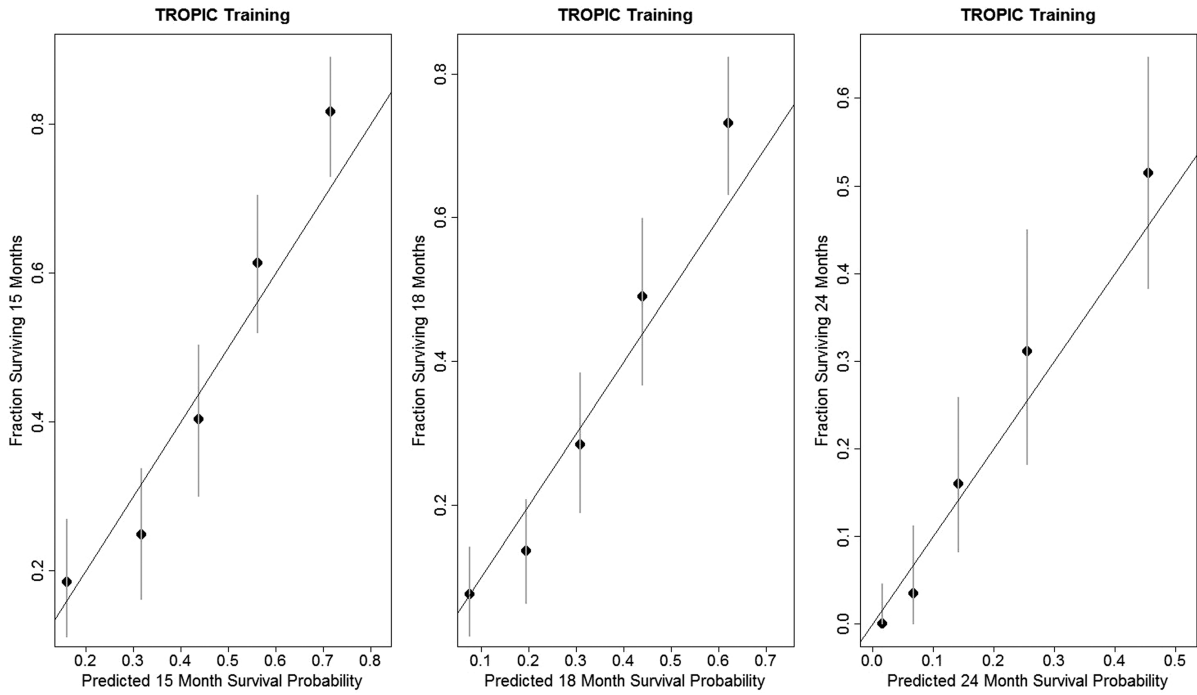 TROPIC Training
Fraction Surviving 15 Months
0.8
0.6
0.4
0.2
0.2 0.3 0.4 0.5 0.6 0.7 0.8
Predicted 15 Month Survival Probability
TROPIC Training
Fraction Surviving 18 Months
0.8
0.6
0.4
0.2
0.1 0.2 0.3 0.4 0.5 0.6 0.7
Predicted 18 Month Survival Probability
TROPIC Training
Fraction Surviving 24 Months
0.6
0.5
0.4
0.3
0.2
0.1
0.0
0.0 0.1 0.2 0.3 0.4 0.5
Predicted 24 Month Survival Probability